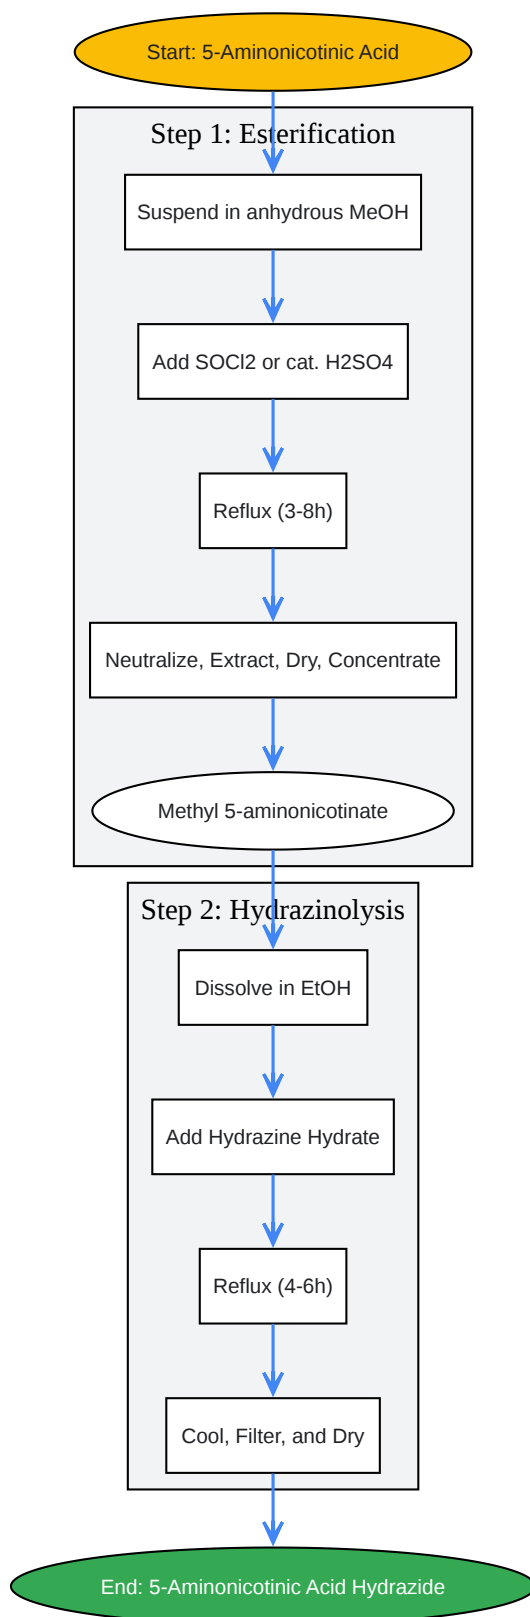 Start: 5-Aminonicotinic Acid
Step 1: Esterification
Suspend in anhydrous MeOH
Add SOCl2 or cat. H2SO4
Reflux (3-8h)
Neutralize, Extract, Dry, Concentrate
Methyl 5-aminonicotinate
Step 2: Hydrazinolysis
Dissolve in EtOH
Add Hydrazine Hydrate
Reflux (4-6h)
Cool, Filter, and Dry
End: 5-Aminonicotinic Acid Hydrazide